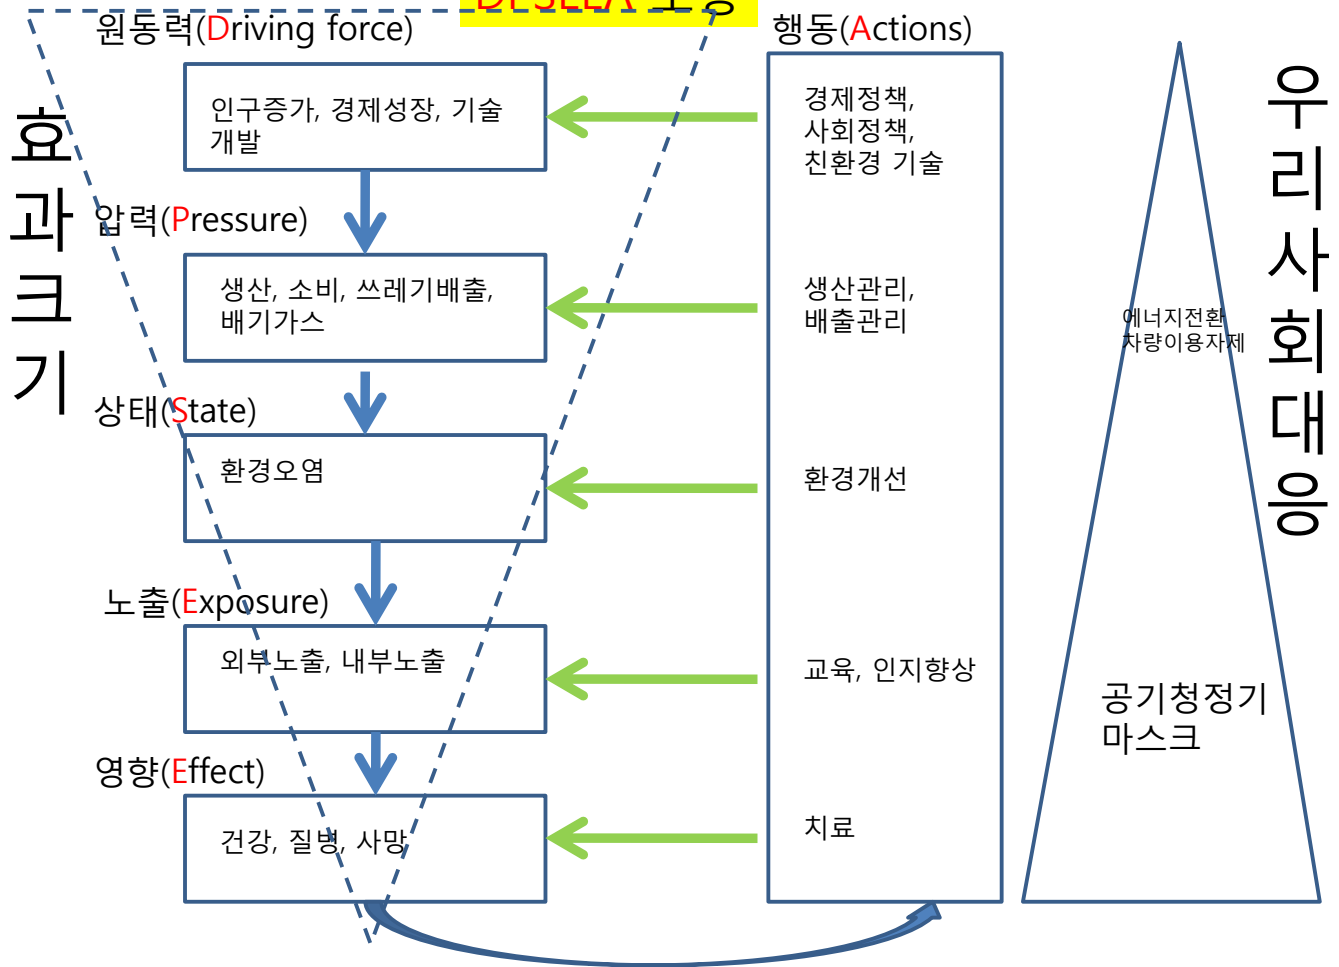 원동력(Driving force)
인구증가, 경제성장, 기술
개발
압력(Pressure)
생산, 소비, 쓰레기배출,
배기가스
상태(State)
환경오염
노출(Exposure)
외부노출, 내부노출
영향(Effect)
건강, 질병, 사망
행동(Actions)
경제정책,
사회정책,
친환경 기술
생산관리,
배출관리
환경개선
교육, 인지향상
치료
효과크기
에너지전환
차량이용자제
공기청정기
마스크
우리사회대응